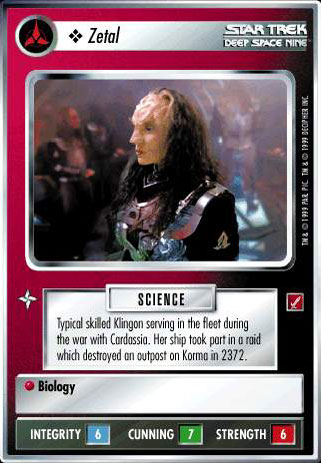 ❖ Zetal
STAR TREK
DEEP SPACE NINE
TM & © 1999 PAR. PIC. TM & © 1999 DECIPHER INC.
SCIENCE
Typical skilled Klingon serving in the fleet during
the war with Cardassia. Her ship took part in a raid
which destroyed an outpost on Korma in 2372.
Biology
INTEGRITY 6 CUNNING 7 STRENGTH 6